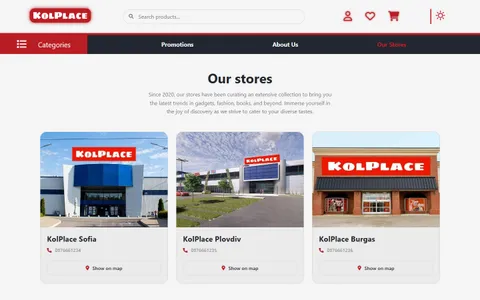 KOLPLACE
Search products...
Categories
Promotions
About Us
Our Stores
Our stores
Since 2020, our stores have been curating an extensive collection to bring you
the latest trends in gadgets, fashion, books, and beyond. Immerse yourself in
the joy of discovery as we strive to cater to your diverse tastes.
KOLPLACE
KOLPLACE
KOLPLACE
KolPlace Sofia
KolPlace Plovdiv
KolPlace Burgas
Show on map
Show on map
Show on map